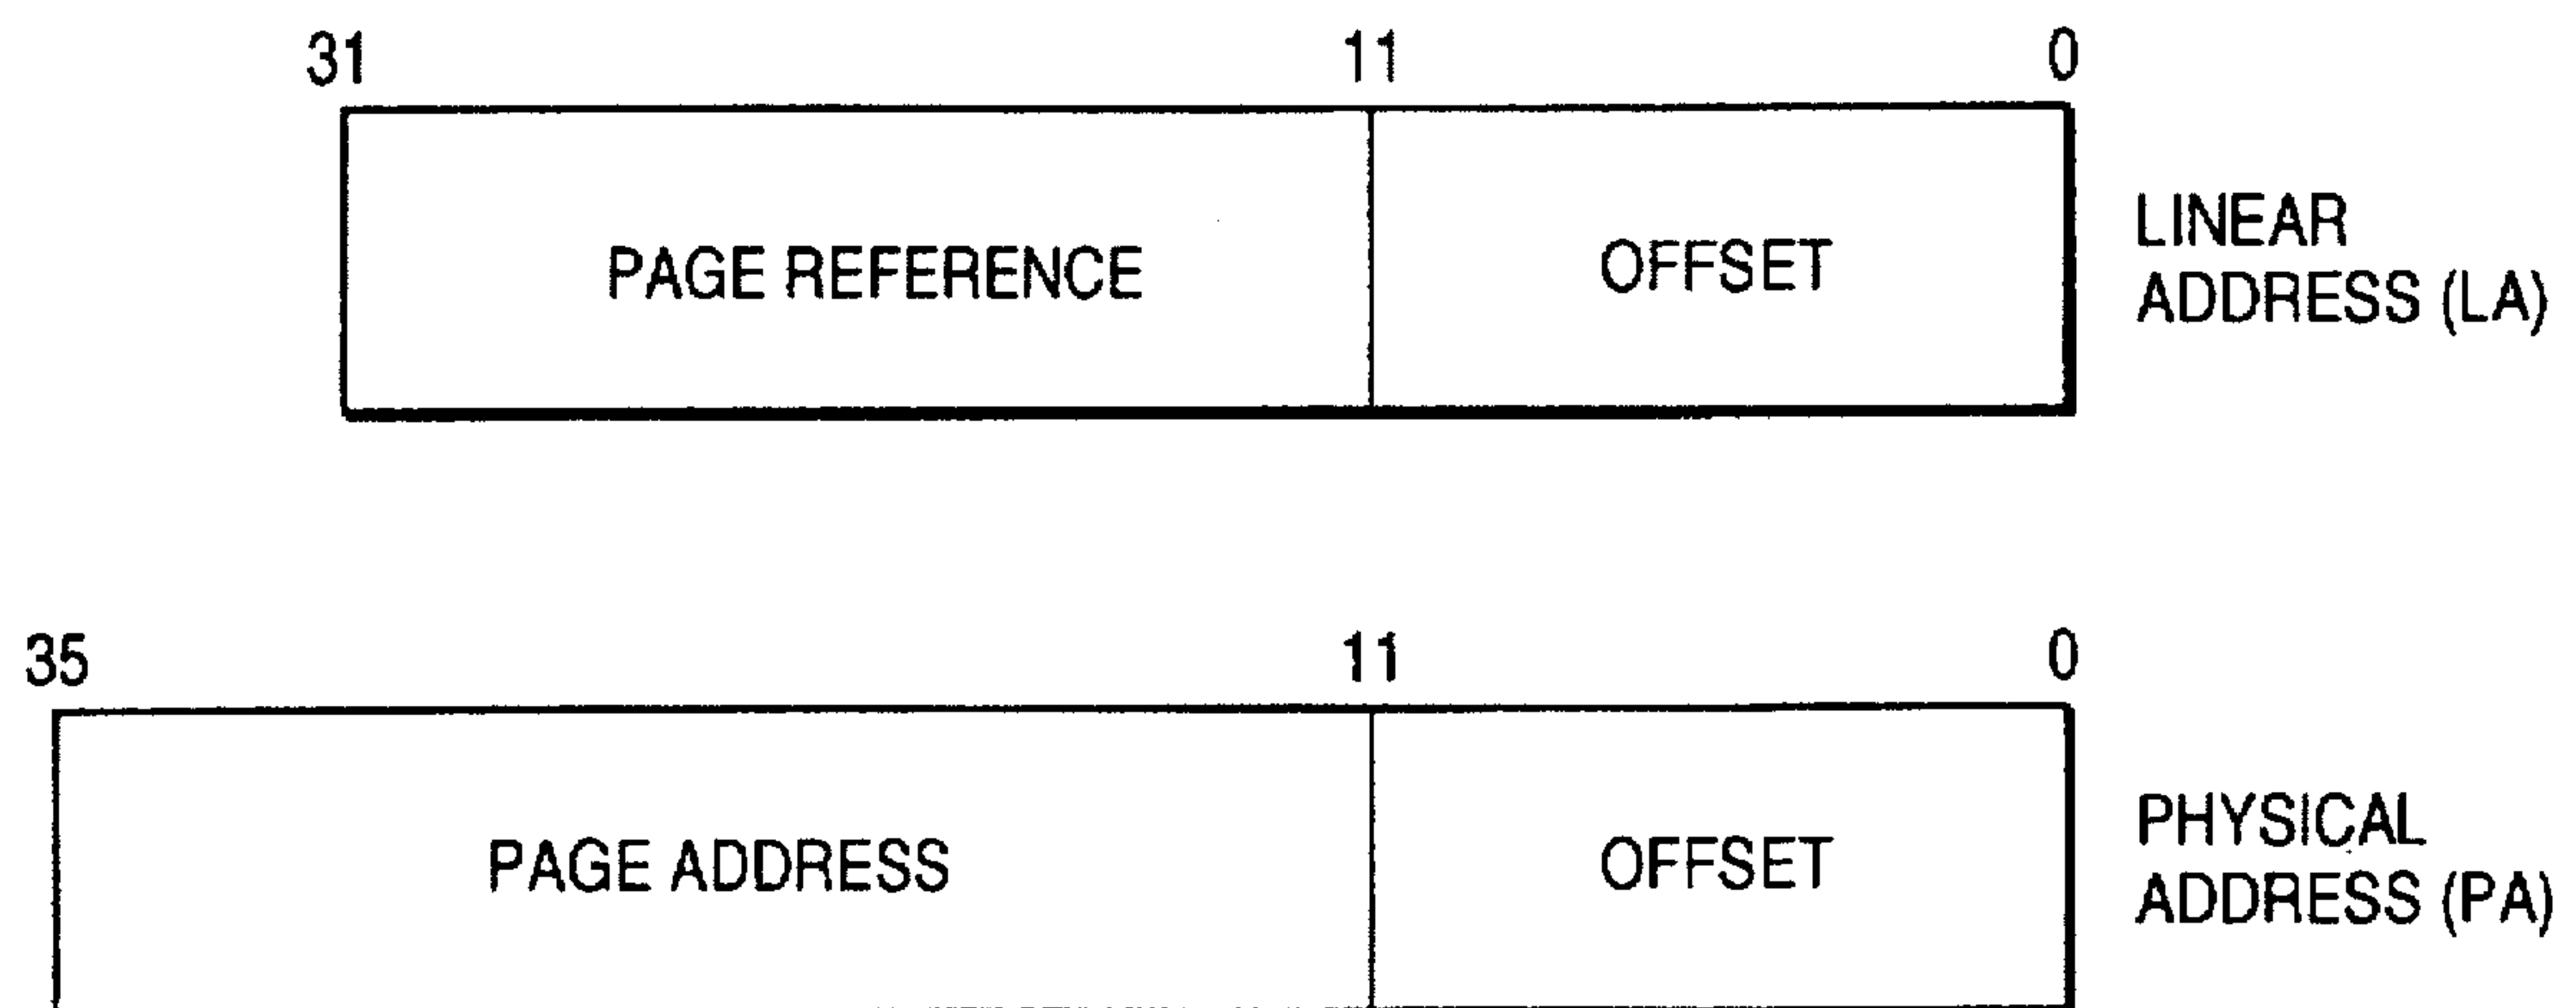 31 11 0
PAGE REFERENCE OFFSET
LINEAR
ADDRESS (LA)
35 11 0
PAGE ADDRESS OFFSET
PHYSICAL
ADDRESS (PA)